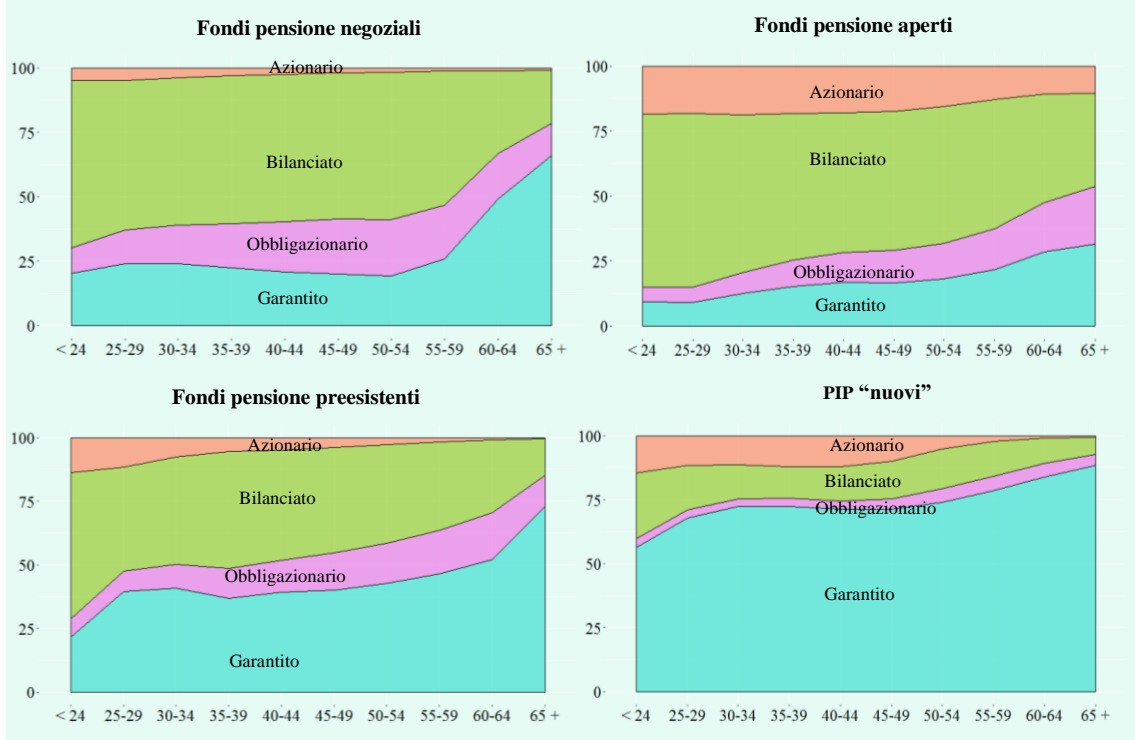 Fondi pensione negoziali
100
75
50
25
0
Azionario
Bilanciato
Obbligazionario
Garantito
< 24 25-29 30-34 35-39 40-44 45-49 50-54 55-59 60-64 65 +
Fondi pensione aperti
100
75
50
25
0
Azionario
Bilanciato
Obbligazionario
Garantito
< 24 25-29 30-34 35-39 40-44 45-49 50-54 55-59 60-64 65 +
Fondi pensione preesistenti
100
75
50
25
0
Azionario
Bilanciato
Obbligazionario
Garantito
< 24 25-29 30-34 35-39 40-44 45-49 50-54 55-59 60-64 65 +
PIP “nuovi”
100
75
50
25
0
Azionario
Bilanciato
Obbligazionario
Garantito
< 24 25-29 30-34 35-39 40-44 45-49 50-54 55-59 60-64 65 +